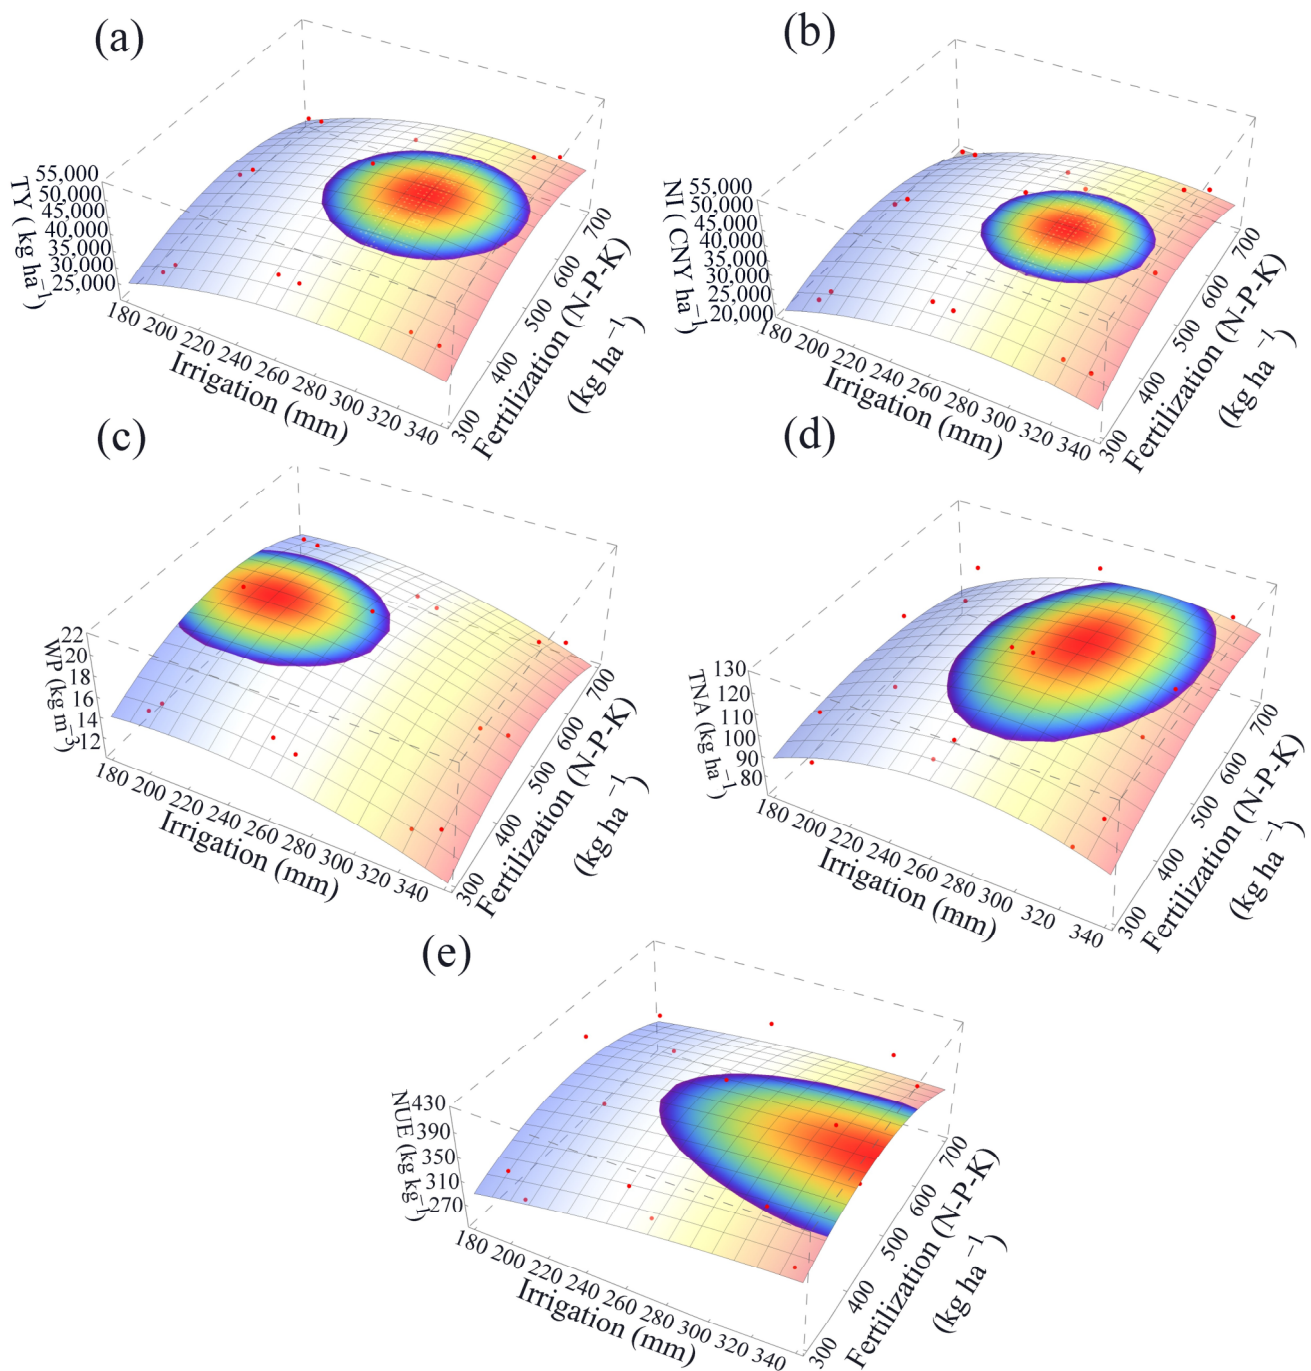 (a)
55,000
50,000
45,000
40,000
35,000
30,000
25,000
TY ( kg ha⁻¹)
180 200 220 240 260 280 300 320 340
Irrigation (mm)
300 400 500 600 700
Fertilization (N-P-K)
(kg ha⁻¹)
(b)
55,000
50,000
45,000
40,000
35,000
30,000
25,000
20,000
NI ( CNY ha⁻¹)
180 200 220 240 260 280 300 320 340
Irrigation (mm)
300 400 500 600 700
Fertilization (N-P-K)
(kg ha⁻¹)
(c)
22
20
18
16
14
12
WP (kg m⁻³)
180 200 220 240 260 280 300 320 340
Irrigation (mm)
300 400 500 600 700
Fertilization (N-P-K)
(kg ha⁻¹)
(d)
130
120
110
100
90
80
TNA (kg ha⁻¹)
180 200 220 240 260 280 300 320 340
Irrigation (mm)
300 400 500 600 700
Fertilization (N-P-K)
(kg ha⁻¹)
(e)
430
390
350
310
270
NUE (kg kg⁻¹)
180 200 220 240 260 280 300 320 340
Irrigation (mm)
300 400 500 600 700
Fertilization (N-P-K)
(kg ha⁻¹)